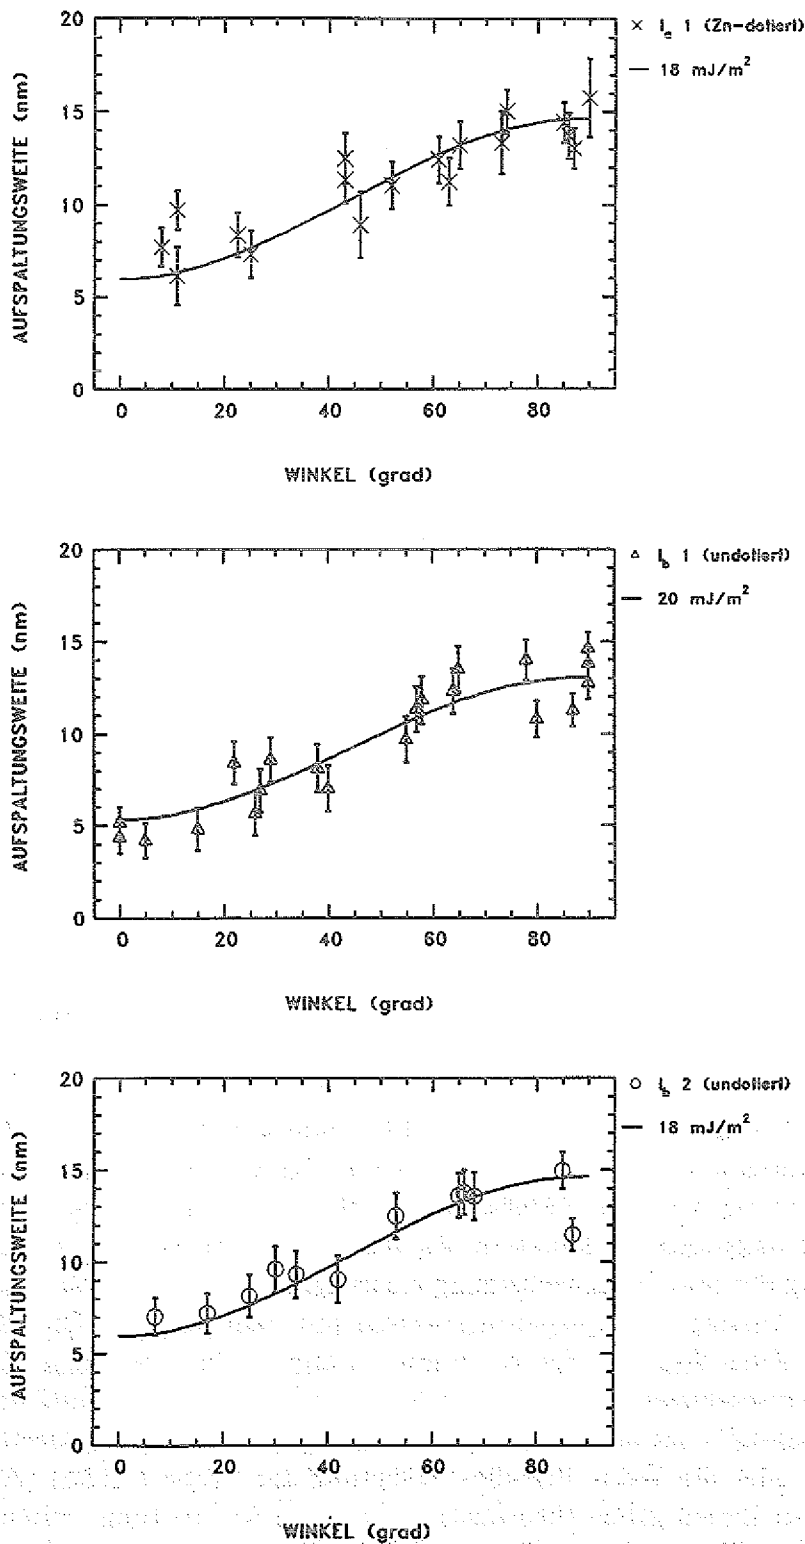 20
15
10
5
0
0 20 40 60 80
AUFSPALTUNGSWEITE (nm)
WINKEL (grad)
1 (Zn-dotiert)
18 mJ/m²
20
15
10
5
0
0 20 40 60 80
AUFSPALTUNGSWEITE (nm)
WINKEL (grad)
I_b 1 (undotiert)
20 mJ/m²
20
15
10
5
0
0 20 40 60 80
AUFSPALTUNGSWEITE (nm)
WINKEL (grad)
I_b 2 (undotiert)
18 mJ/m²